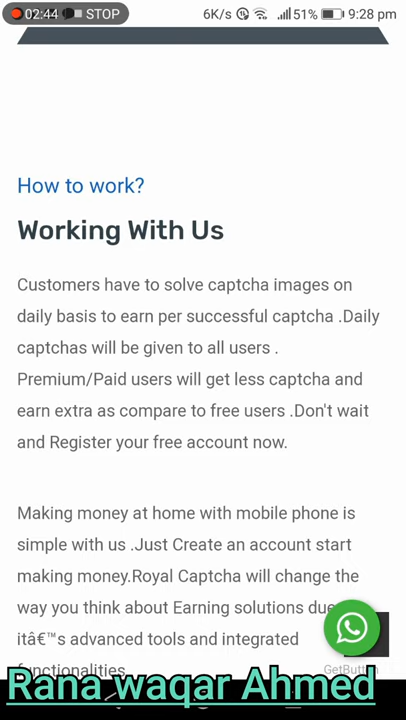 02:44 STOP 6K/s 51% 9:28 pm
How to work?
Working With Us
Customers have to solve captcha images on
daily basis to earn per successful captcha .Daily
captchas will be given to all users .
Premium/Paid users will get less captcha and
earn extra as compare to free users .Don't wait
and Register your free account now.
Making money at home with mobile phone is
simple with us .Just Create an account start
making money.Royal Captcha will change the
way you think about Earning solutions due
itâ€™s advanced tools and integrated
GetButton
functionalities
Rana waqar Ahmed